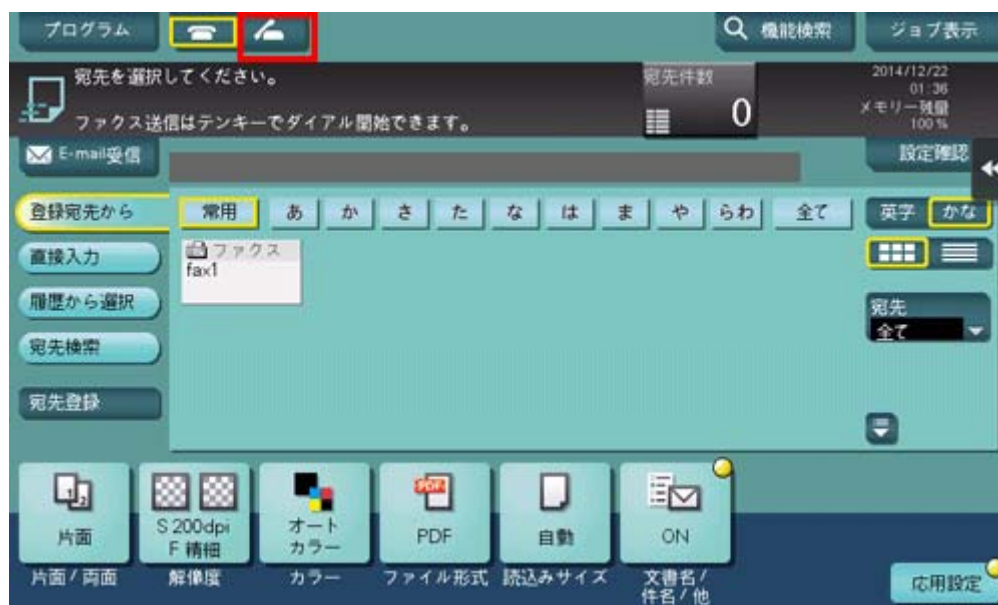 プログラム
機能検索
ジョブ表示
宛先を選択してください。
ファクス送信はテンキーでダイアル開始できます。
宛先件数
0
2014/12/22
01:36
メモリー残量
100 %
E-mail受信
設定確認
登録宛先から
常用
あ
か
さ
た
な
は
ま
や
らわ
全て
英字
かな
直接入力
ファクス
fax1
履歴から選択
宛先
全て
宛先検索
宛先登録
1
2
片面
S 200dpi
F 精細
オート
カラー
PDF
PDF
自動
ON
片面/両面
解像度
カラー
ファイル形式
読込みサイズ
文書名/
件名/他
応用設定